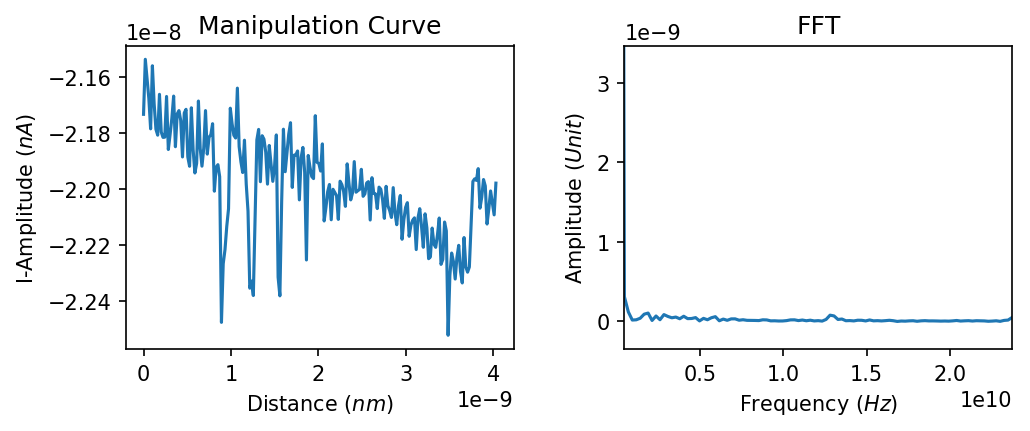 Manipulation Curve
1e−8
I-Amplitude (nA)
−2.16
−2.18
−2.20
−2.22
−2.24
0 1 2 3 4
1e−9
Distance (nm)
FFT
1e−9
Amplitude (Unit)
3
2
1
0
0.5 1.0 1.5 2.0
1e10
Frequency (Hz)